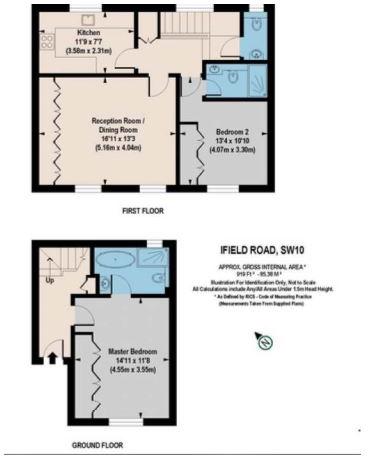 Kitchen
11'9 x 7'7
(3.58m x 2.31m)
Reception Room /
Dining Room
16'11 x 13'3
(5.16m x 4.04m)
Bedroom 2
13'4 x 10'10
(4.07m x 3.30m)
FIRST FLOOR
IFIELD ROAD, SW10
APPROX. GROSS INTERNAL AREA *
919 Ft² - 85.38 M²
Illustration For Identification Only, Not to Scale
All Calculations include Any/All Areas Under 1.5m Head Height.
* As Defined by RICS - Code of Measuring Practice
(Measurements Taken From Supplied Plans)
N
Up
Master Bedroom
14'11 x 11'8
(4.55m x 3.55m)
GROUND FLOOR